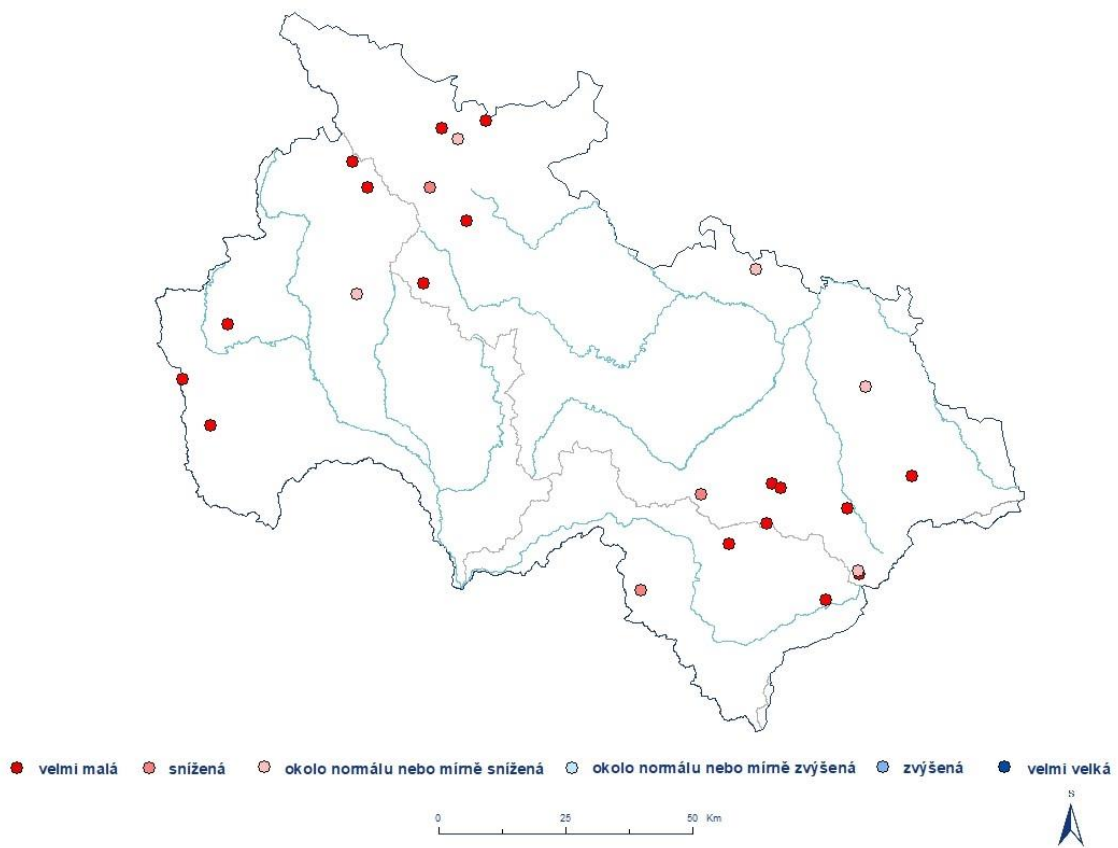 velmi malá snížená okolo normálu nebo mírně snížená okolo normálu nebo mírně zvýšená zvýšená velmi velká
S
0 25 50 Km